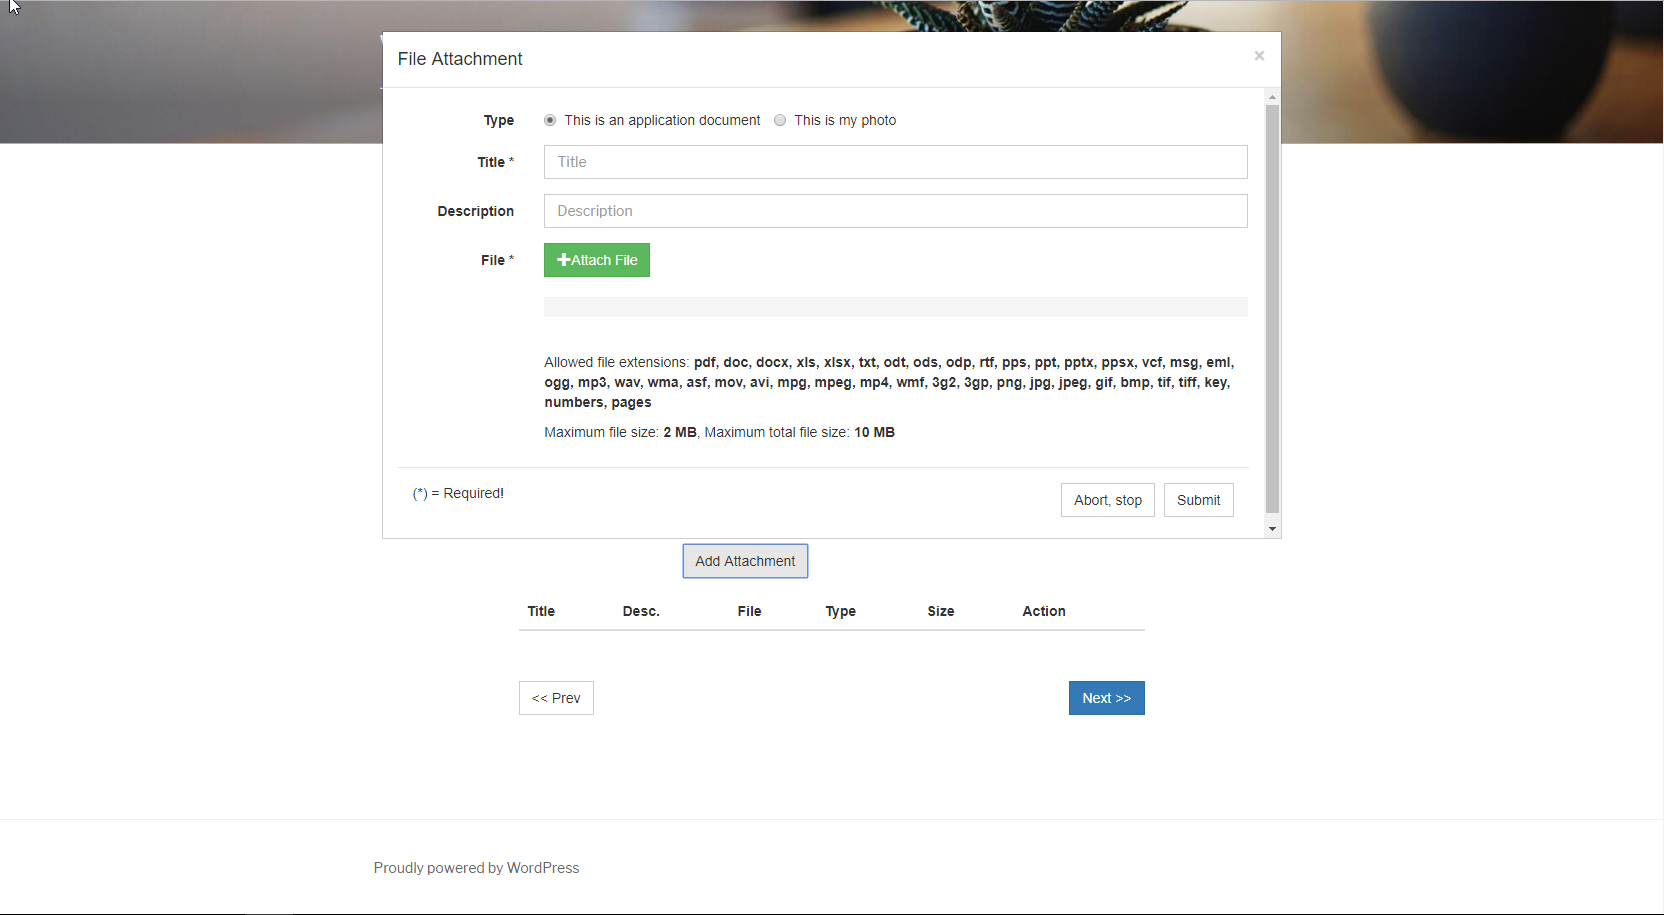 File Attachment ×
Type This is an application document This is my photo
Title * Title
Description Description
File * Attach File
Allowed file extensions: pdf, doc, docx, xls, xlsx, txt, odt, ods, odp, rtf, pps, ppt, pptx, ppsx, vcf, msg, eml,
ogg, mp3, wav, wma, asf, mov, avi, mpg, mpeg, mp4, wmf, 3g2, 3gp, png, jpg, jpeg, gif, bmp, tif, tiff, key,
numbers, pages
Maximum file size: 2 MB, Maximum total file size: 10 MB
(*) = Required! Abort, stop Submit
Add Attachment
Title Desc. File Type Size Action
<< Prev Next >>
Proudly powered by WordPress